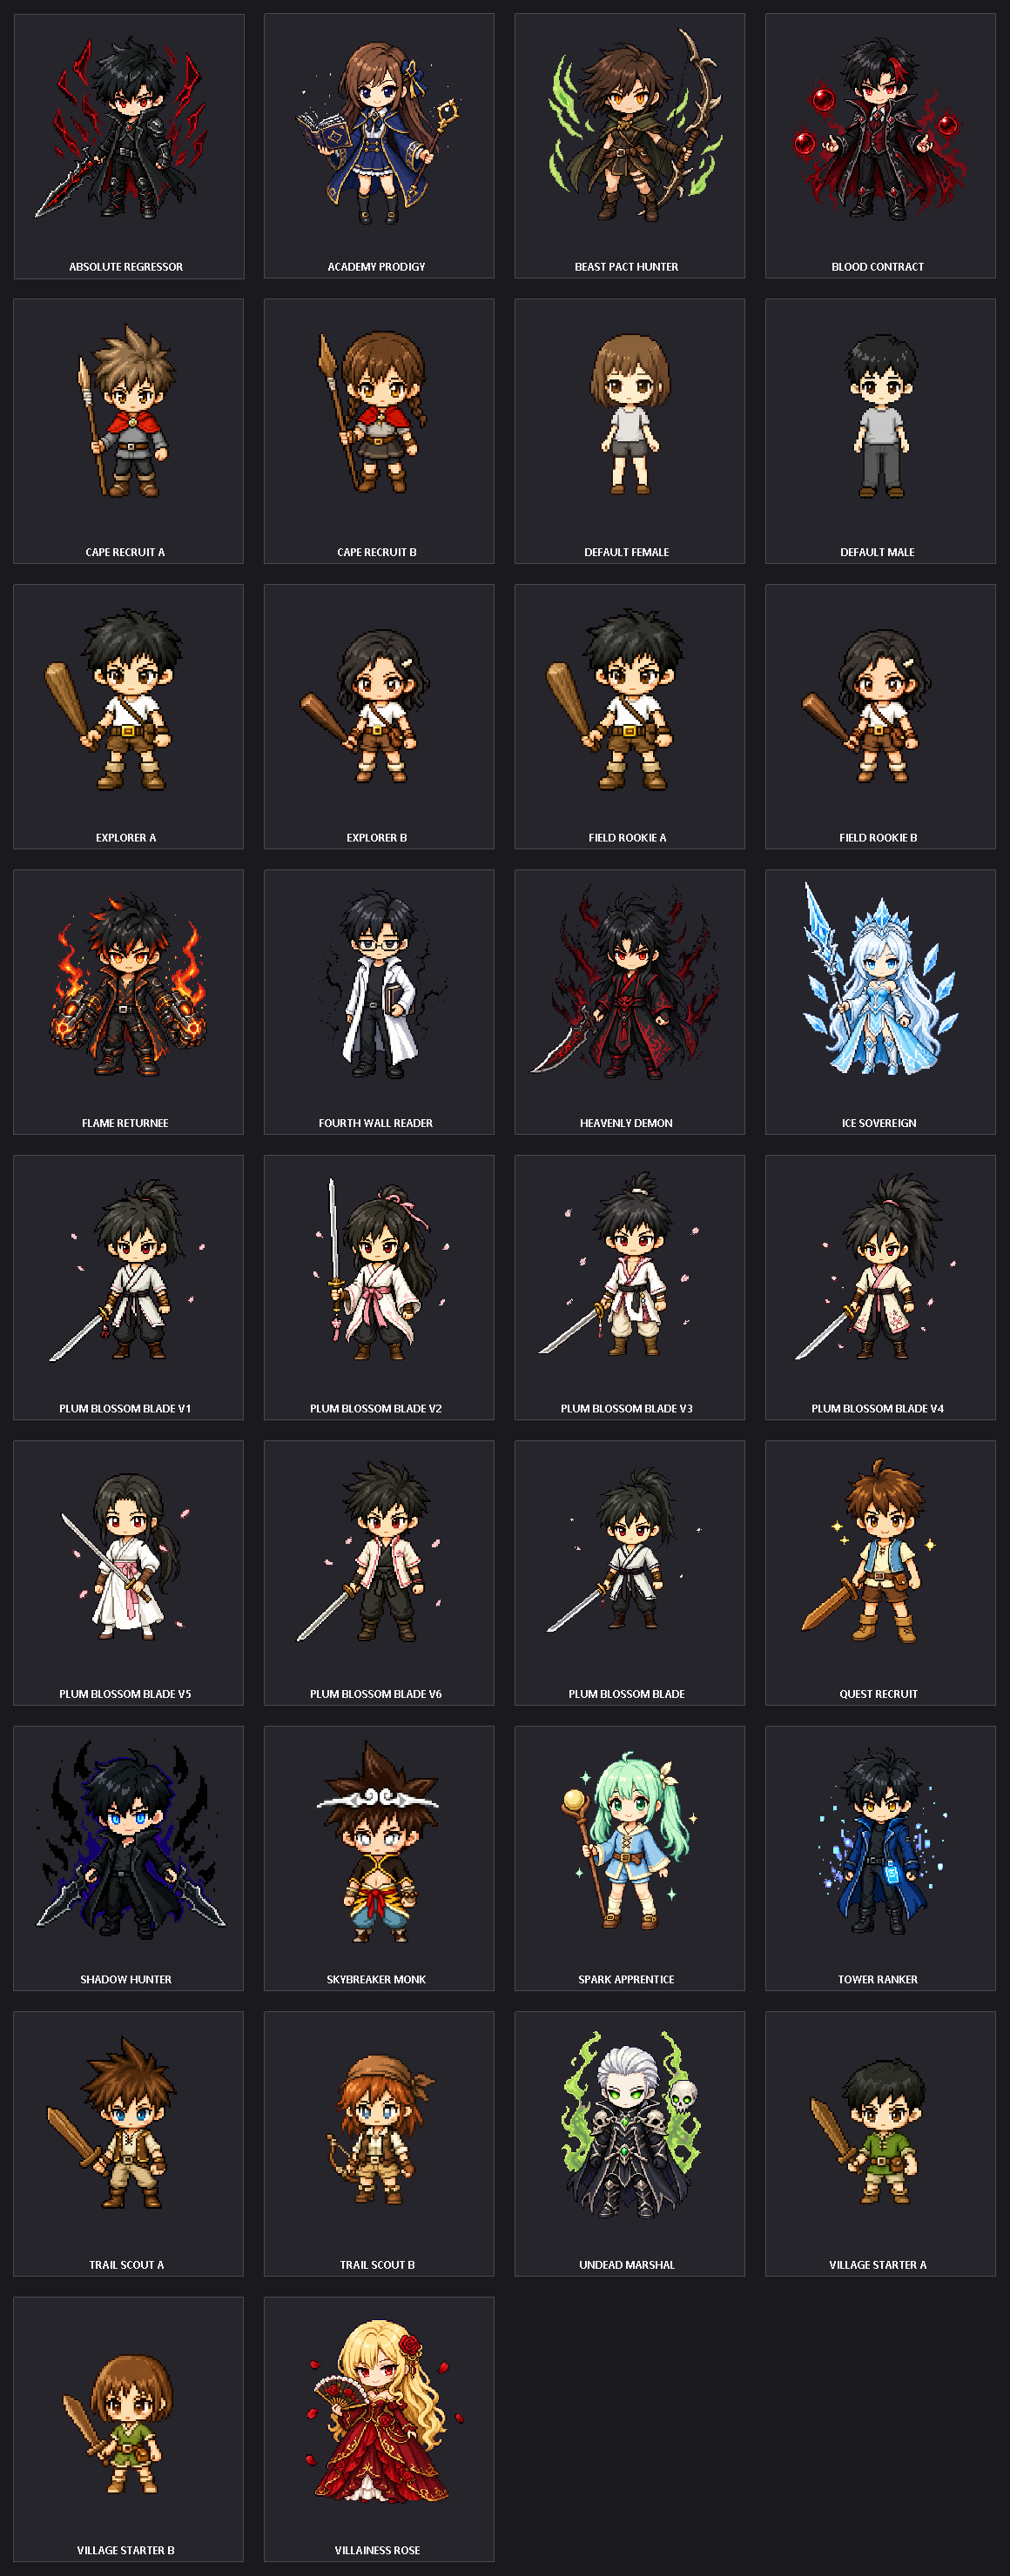 ABSOLUTE REGRESSOR
ACADEMY PRODIGY
BEAST PACT HUNTER
BLOOD CONTRACT
CAPE RECRUIT A
CAPE RECRUIT B
DEFAULT FEMALE
DEFAULT MALE
EXPLORER A
EXPLORER B
FIELD ROOKIE A
FIELD ROOKIE B
FLAME RETURNEE
FOURTH WALL READER
HEAVENLY DEMON
ICE SOVEREIGN
PLUM BLOSSOM BLADE V1
PLUM BLOSSOM BLADE V2
PLUM BLOSSOM BLADE V3
PLUM BLOSSOM BLADE V4
PLUM BLOSSOM BLADE V5
PLUM BLOSSOM BLADE V6
PLUM BLOSSOM BLADE
QUEST RECRUIT
SHADOW HUNTER
SKYBREAKER MONK
SPARK APPRENTICE
TOWER RANKER
TRAIL SCOUT A
TRAIL SCOUT B
UNDEAD MARSHAL
VILLAGE STARTER A
VILLAGE STARTER B
VILLAINESS ROSE